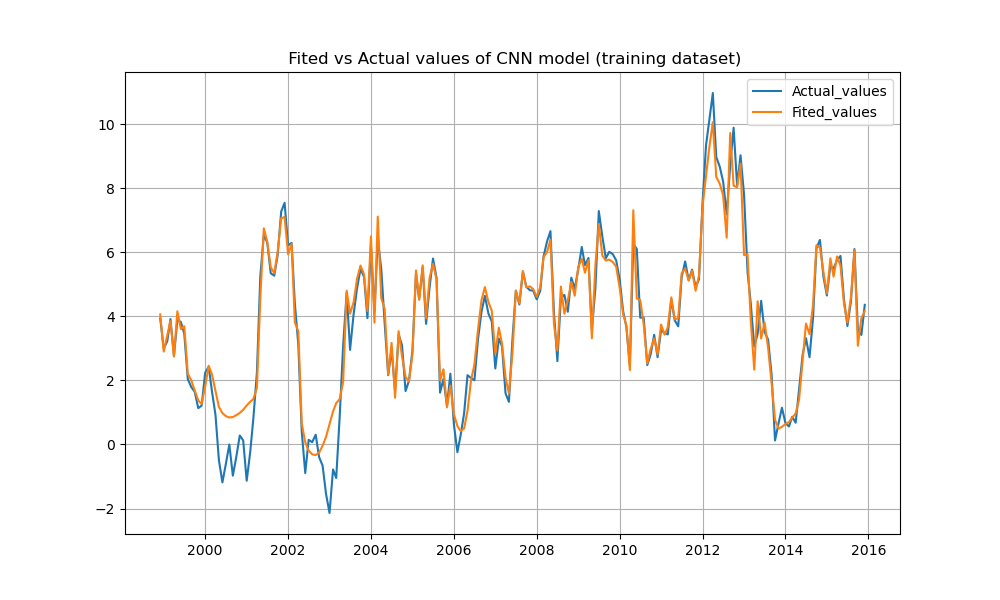 Fited vs Actual values of CNN model (training dataset)
Actual_values
Fited_values
10
8
6
4
2
0
−2
2000 2002 2004 2006 2008 2010 2012 2014 2016